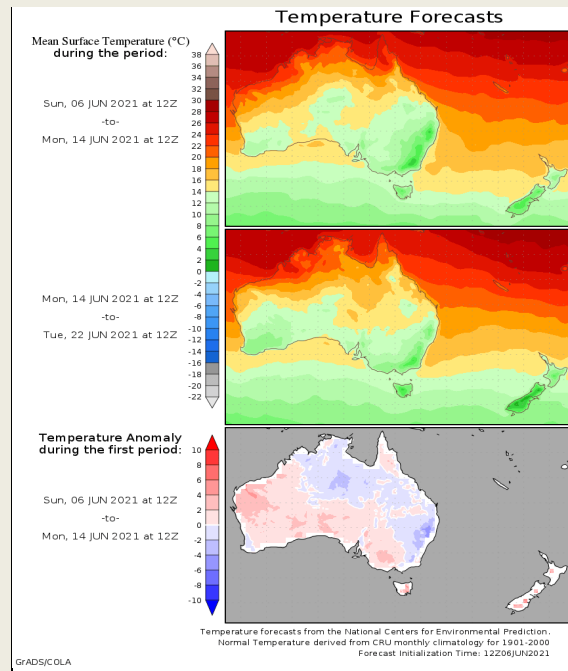 Temperature Forecasts
Mean Surface Temperature (°C)
during the period:
Sun, 06 JUN 2021 at 12Z
-to-
Mon, 14 JUN 2021 at 12Z
38
36
34
32
30
28
26
24
22
20
18
16
14
12
10
8
6
4
2
0
-2
-4
-6
-8
-10
-12
-14
-16
-18
-20
-22
Mon, 14 JUN 2021 at 12Z
-to-
Tue, 22 JUN 2021 at 12Z
Temperature Anomaly
during the first period:
Sun, 06 JUN 2021 at 12Z
-to-
Mon, 14 JUN 2021 at 12Z
10
8
6
4
2
0
-2
-4
-6
-8
-10
Temperature forecasts from the National Centers for Environmental Prediction.
Normal Temperature derived from CRU monthly climatology for 1901-2000
Forecast Initialization Time: 12Z06JUN2021
GrADS/COLA